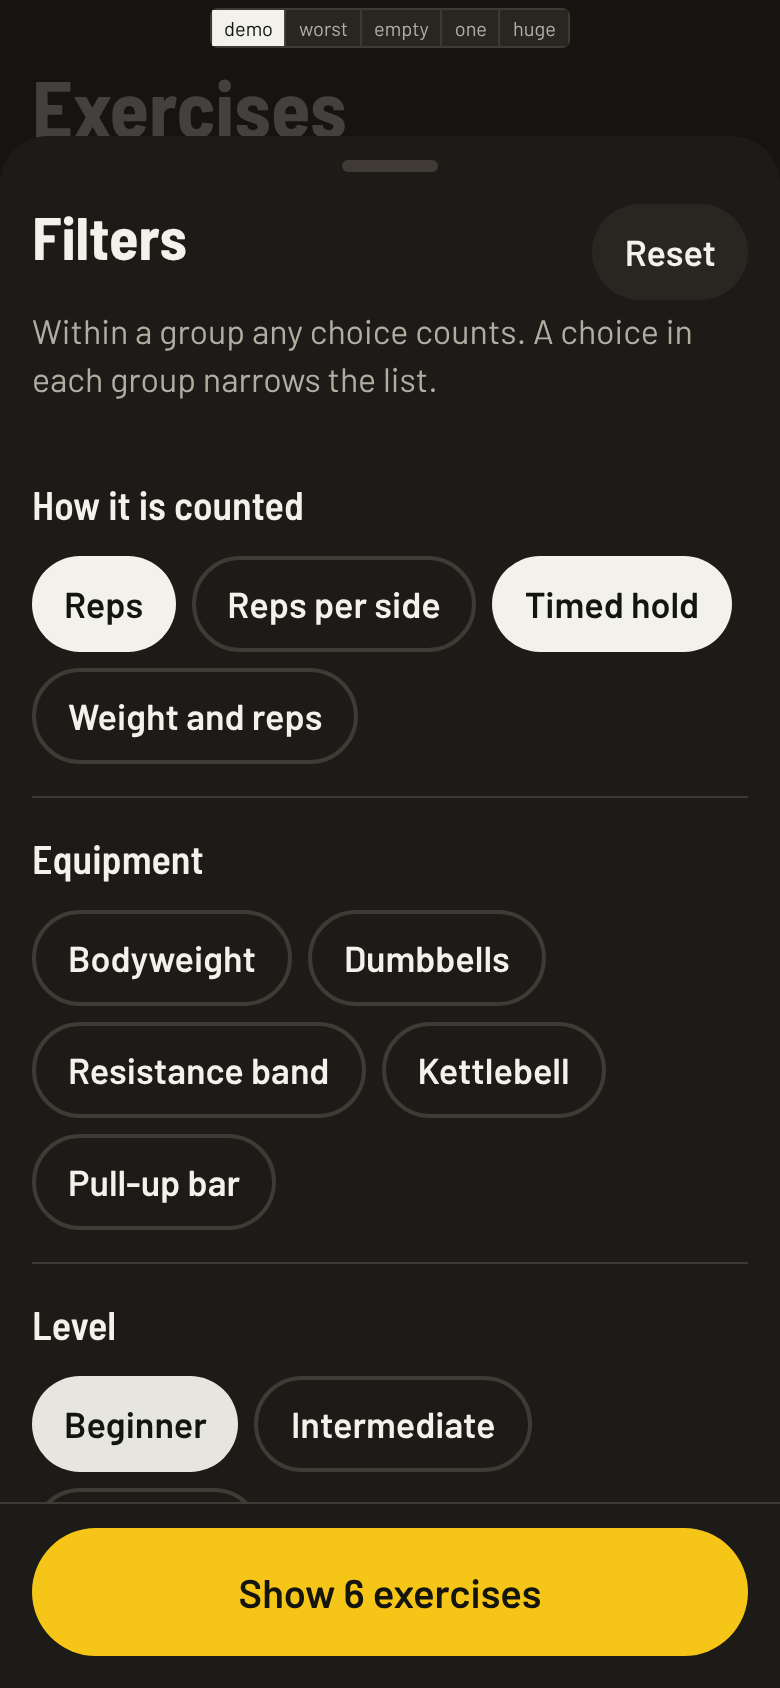 demo worst empty one huge
Exercises
Filters
Reset
Within a group any choice counts. A choice in
each group narrows the list.
How it is counted
Reps Reps per side Timed hold
Weight and reps
Equipment
Bodyweight Dumbbells
Resistance band Kettlebell
Pull-up bar
Level
Beginner Intermediate
Show 6 exercises